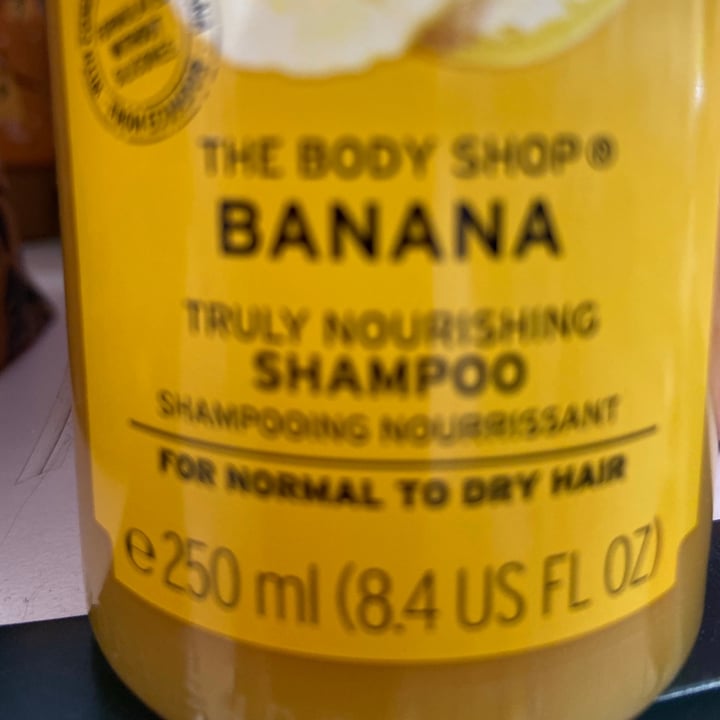 THE BODY SHOP®
BANANA
TRULY NOURISHING
SHAMPOO
SHAMPOOING NOURRISSANT
FOR NORMAL TO DRY HAIR
℮ 250 ml (8.4 US FL OZ)